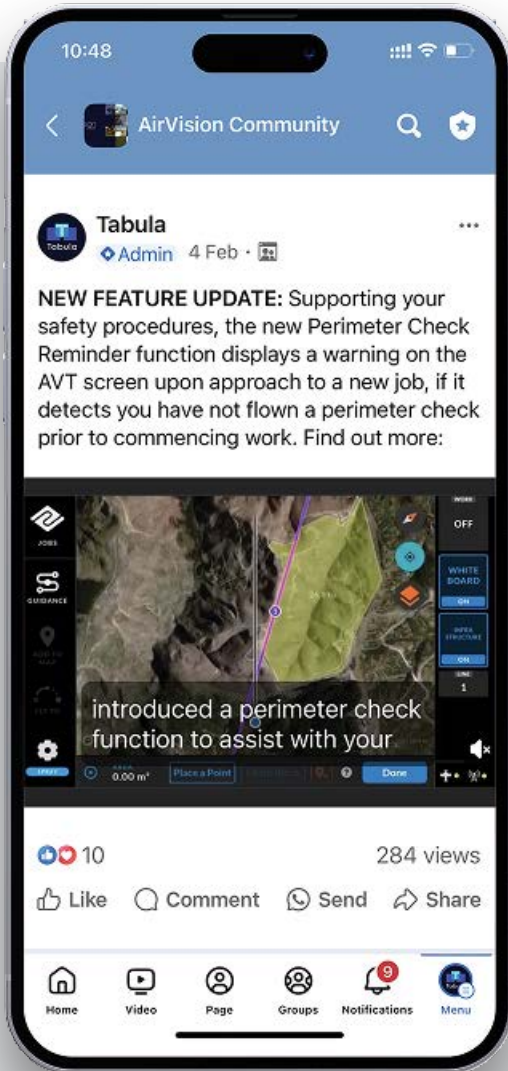 10:48
AirVision Community
Tabula
Tabula
Admin 4 Feb ·
NEW FEATURE UPDATE: Supporting your
safety procedures, the new Perimeter Check
Reminder function displays a warning on the
AVT screen upon approach to a new job, if it
detects you have not flown a perimeter check
prior to commencing work. Find out more:
JOBS
GUIDANCE
WORK
OFF
WHITE
BOARD
ON
INFRA
STRUCTURE
ON
LINE
1
introduced a perimeter check
function to assist with your
SPRAY
AREA
0.00 m²
Place a Point
Done
10
284 views
Like
Comment
Send
Share
9
Home
Video
Page
Groups
Notifications
Menu